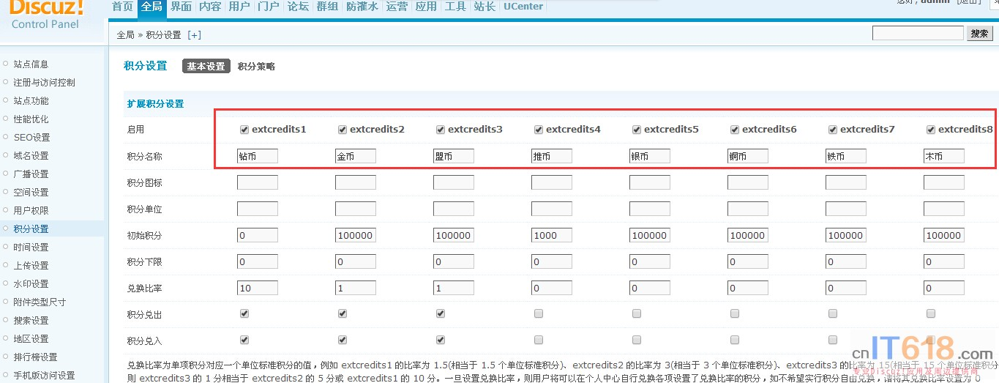 Discuz!
Control Panel
首页 全局 界面 内容 用户 门户 论坛 群组 防灌水 运营 应用 工具 站长 UCenter
您好, admin [退出]
全局 » 积分设置 [+]
搜索
站点信息
注册与访问控制
站点功能
性能优化
SEO设置
域名设置
广播设置
空间设置
用户权限
积分设置
时间设置
上传设置
水印设置
附件类型尺寸
搜索设置
地区设置
排行榜设置
手机版访问设置
积分设置 基本设置 积分策略
扩展积分设置
启用 extcredits1 extcredits2 extcredits3 extcredits4 extcredits5 extcredits6 extcredits7 extcredits8
积分名称 钻币 金币 盟币 推币 银币 铜币 铁币 木币
积分图标
积分单位
初始积分 0 100000 100000 1000 100000 100000 100000 100000
积分下限 0 0 0 0 0 0 0 0
兑换比率 10 1 1 0 0 0 0 0
积分兑出
积分兑入
兑换比率为单项积分对应一个单位标准积分的值，例如 extcredits1 的比率为 1.5(相当于 1.5 个单位标准积分)、extcredits2 的比率为 3(相当于 3 个单位标准积分)、extcredits3 的比率为 15(相当于 15 个单位标准积分)
则 extcredits3 的 1 分相当于 extcredits2 的 5 分或 extcredits1 的 10 分。一旦设置兑换比率，则用户将可以在个人中心自行兑换各项设置了兑换比率的积分，如不希望实行积分自由兑换，请将其兑换比率设置为 0
cnIT618.com
专业Discuz!应用及周边提供商